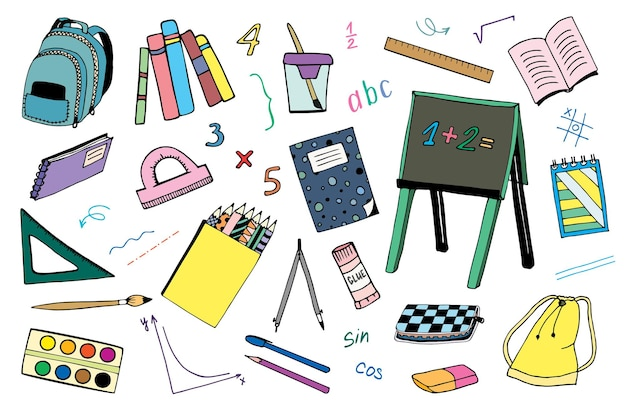 4
1/2
√
abc
3
×
5
1+2=
GLUE
y
x
sin
cos